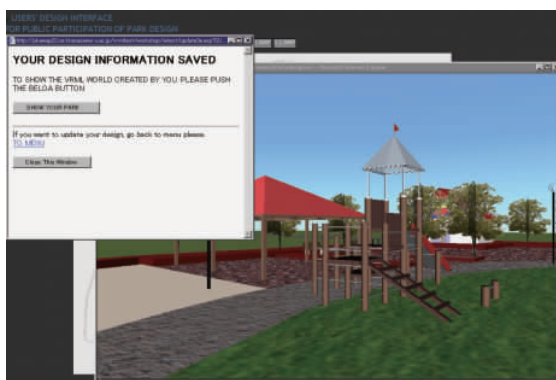 USERS' DESIGN INTERFACE
FOR PUBLIC PARTICIPATION OF PARK DESIGN
YOUR DESIGN INFORMATION SAVED
TO SHOW THE VRML WORLD CREATED BY YOU PLEASE PUSH
THE BELOA BUTTON
SHOW YOUR PARK
If you want to update your design, go back to menu please.
TO MENU
Close This Window